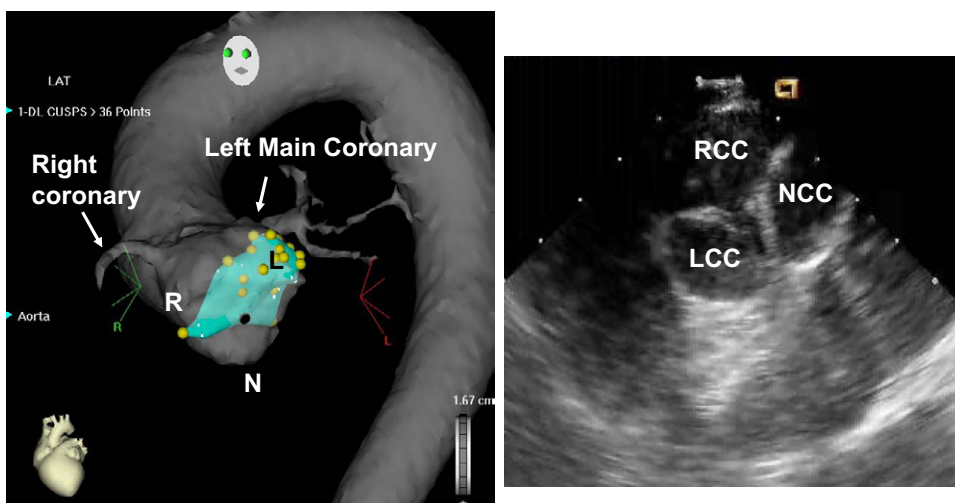 LAT
1-DL CUSPS > 36 Points
Right
coronary
Left Main Coronary
L
R
R
Aorta
N
L
1.67 cm
RCC
NCC
LCC